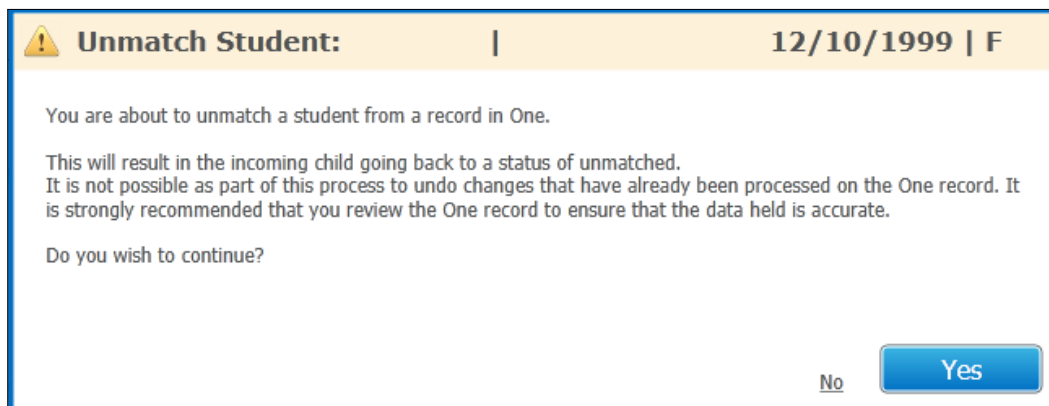 Unmatch Student: | 12/10/1999 | F
You are about to unmatch a student from a record in One.
This will result in the incoming child going back to a status of unmatched.
It is not possible as part of this process to undo changes that have already been processed on the One record. It
is strongly recommended that you review the One record to ensure that the data held is accurate.
Do you wish to continue?
No Yes